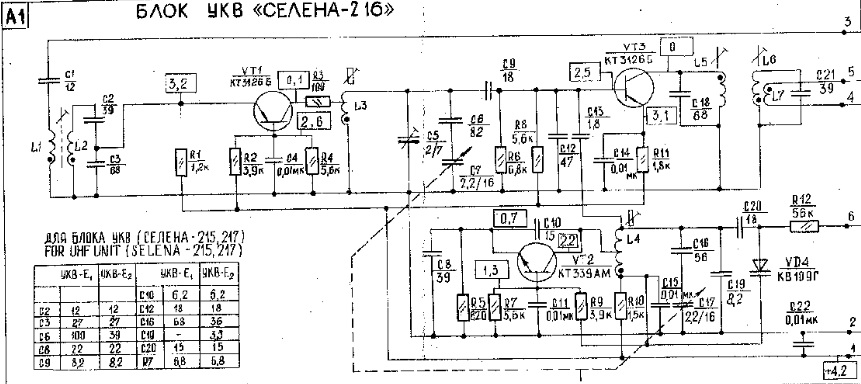 A1
БЛОК УКВ «СЕЛЕНА-216»
3
C1
12
C2
39
3,2
VT1
КТ3126Б
0,1
R3
100
L3
C9
18
2,5
VT3
КТ3126Б
0
L5
L6
L7
C21
39
5
4
L1
L2
C3
68
R1
1,2к
R2
3,9к
C4
0,01мк
2,6
R4
5,6к
C5
2/7
C6
82
C7
2,2/16
R6
6,8к
R8
5,6к
C12
47
C13
1,8
3,1
C14
0,01
мк
R11
1,8к
C18
68
ДЛЯ БЛОКА УКВ (СЕЛЕНА-215,217)
FOR UHF UNIT (SELENA-215,217)
УКВ-Е1 УКВ-Е2 УКВ-Е1 УКВ-Е2
C10 6,2 6,2
C2 12 12 C12 18 18
C3 27 27 C16 68 36
C6 100 39 C19 - 3,3
C8 22 22 C20 15 15
C9 8,2 8,2 R7 6,8 6,8
C8
39
0,7
C10
15
2,2
VT2
КТ339АМ
1,3
R5
820
R7
5,6к
C11
0,01мк
R9
3,9к
R10
1,5к
L4
C15
0,01мк
C16
56
C17
2,2/16
C19
2,2
C20
18
R12
56к
6
VD4
КВ109Г
C22
0,01мк
2
1
+4,2